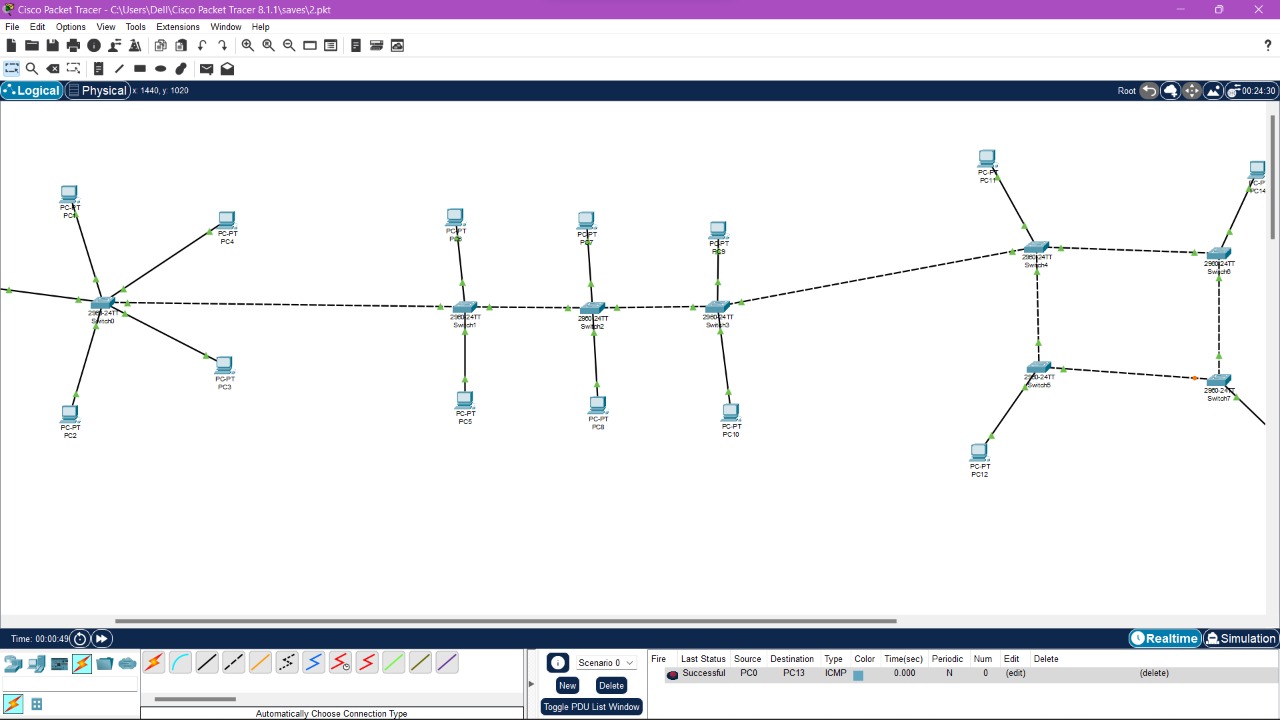 Cisco Packet Tracer - C:\Users\Dell\Cisco Packet Tracer 8.1.1\saves\2.pkt
File Edit Options View Tools Extensions Window Help
Logical Physical x: 1440, y: 1020 Root 00:24:30
PC-PT
PC11
PC-P
PC14
PC-PT
PC-PT
PC4
PC-PT
PC-PT
PC7
PC-PT
PC9
2960-24TT
Switch4
2960-24TT
2960-24TT
Switch0
2960-24TT
Switch1
2960-24TT
Switch2
2960-24TT
Switch3
PC-PT
PC3
2960-24TT
Switch5
2960-24TT
Switch7
PC-PT
PC2
PC-PT
PC5
PC-PT
PC8
PC-PT
PC10
PC-PT
PC12
Time: 00:00:49 Realtime Simulation
Scenario 0
New Delete
Toggle PDU List Window
Fire Last Status Source Destination Type Color Time(sec) Periodic Num Edit Delete
Successful PC0 PC13 ICMP 0.000 N 0 (edit) (delete)
Automatically Choose Connection Type